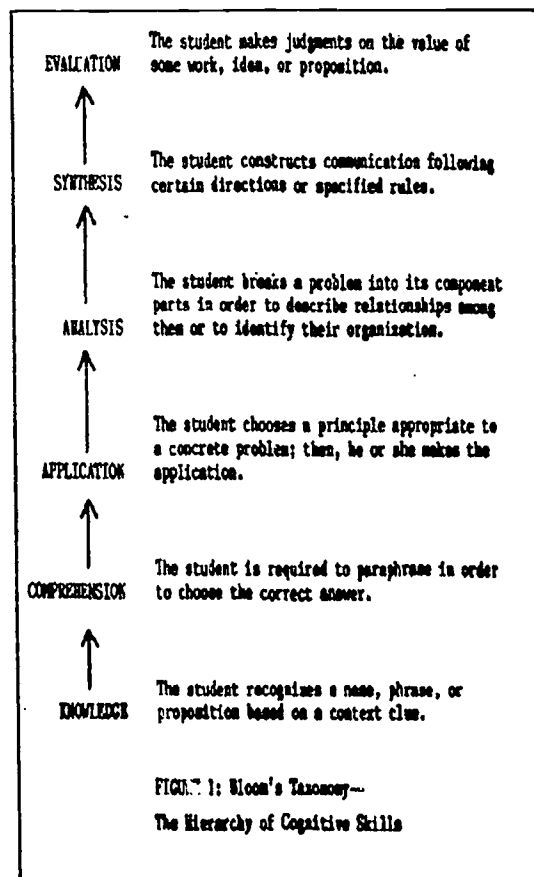 The student makes judgments on the value of
EVALUATION some work, idea, or proposition.
The student constructs communication following
SYNTHESIS certain directions or specified rules.
The student breaks a problem into its component
parts in order to describe relationships among
ANALYSIS them or to identify their organization.
The student chooses a principle appropriate to
a concrete problem; then, he or she makes the
APPLICATION application.
The student is required to paraphrase in order
COMPREHENSION to choose the correct answer.
The student recognizes a name, phrase, or
KNOWLEDGE proposition based on a context clue.
FIGURE 1: Bloom's Taxonomy—
The Hierarchy of Cognitive Skills